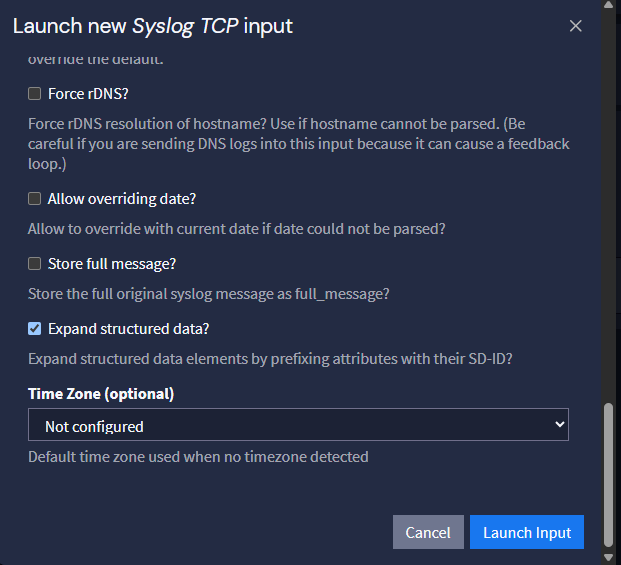 Launch new Syslog TCP input
override the default.
Force rDNS?
Force rDNS resolution of hostname? Use if hostname cannot be parsed. (Be
careful if you are sending DNS logs into this input because it can cause a feedback
loop.)
Allow overriding date?
Allow to override with current date if date could not be parsed?
Store full message?
Store the full original syslog message as full_message?
Expand structured data?
Expand structured data elements by prefixing attributes with their SD-ID?
Time Zone (optional)
Not configured
Default time zone used when no timezone detected
Cancel
Launch Input